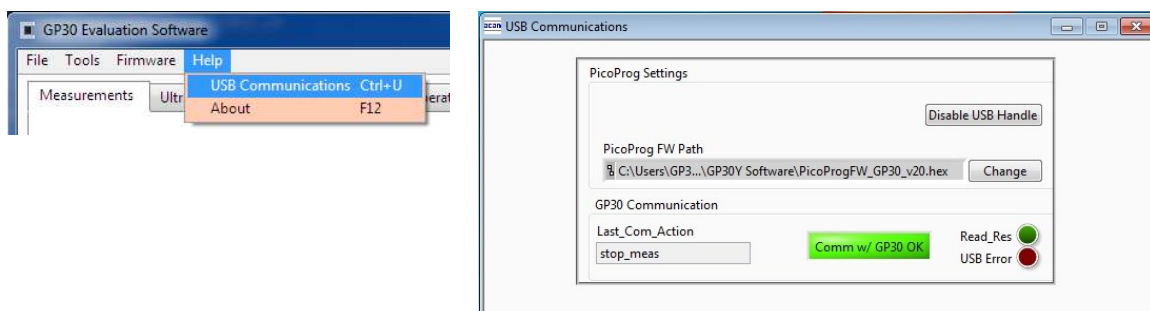 GP30 Evaluation Software
File Tools Firmware Help
USB Communications Ctrl+U
About F12
Measurements
acan USB Communications
PicoProg Settings
Disable USB Handle
PicoProg FW Path
C:\Users\GP3...\GP30Y Software\PicoProgFW_GP30_v20.hex Change
GP30 Communication
Last_Com_Action
stop_meas
Comm w/ GP30 OK
Read_Res
USB Error